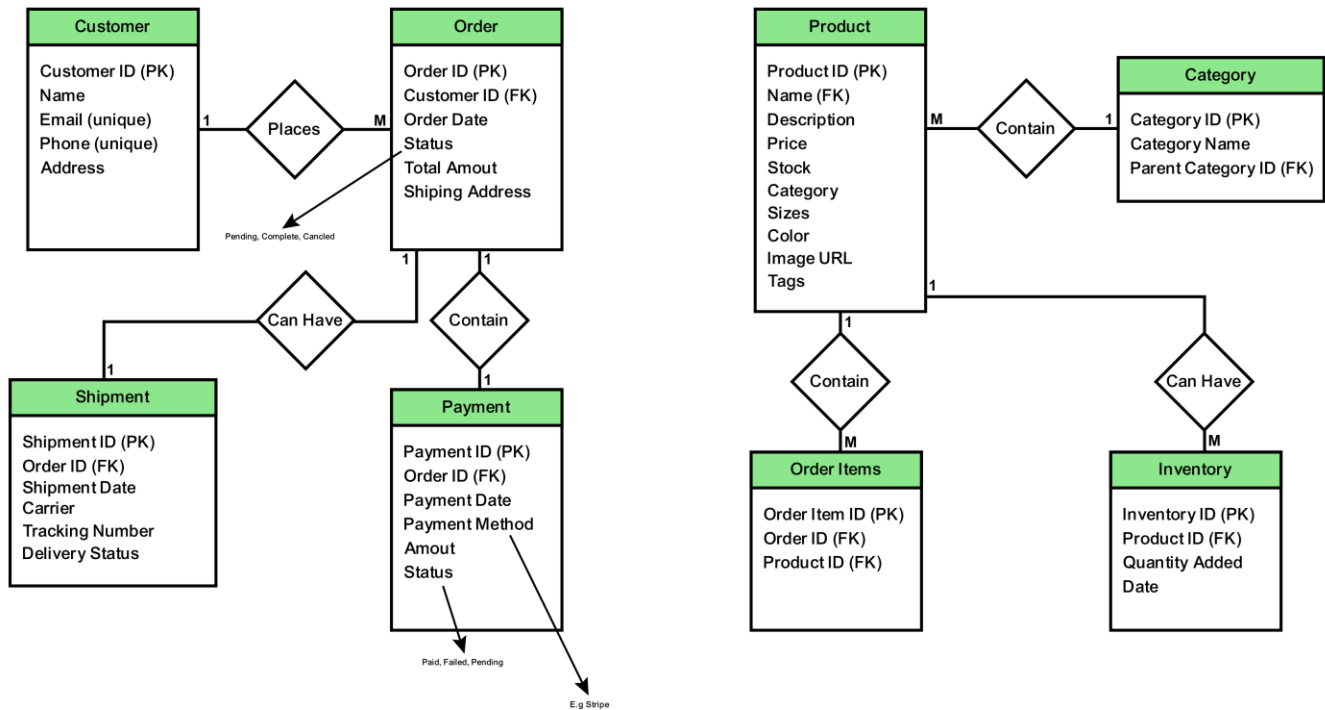 Customer
Customer ID (PK)
Name
Email (unique)
Phone (unique)
Address
1
Places
M
Order
Order ID (PK)
Customer ID (FK)
Order Date
Status
Total Amout
Shiping Address
Pending, Complete, Cancled
1
Can Have
1
1
Contain
1
Shipment
Shipment ID (PK)
Order ID (FK)
Shipment Date
Carrier
Tracking Number
Delivery Status
Payment
Payment ID (PK)
Order ID (FK)
Payment Date
Payment Method
Amout
Status
Paid, Failed, Pending
E.g Stripe
Product
Product ID (PK)
Name (FK)
Description
Price
Stock
Category
Sizes
Color
Image URL
Tags
M
Contain
1
Category
Category ID (PK)
Category Name
Parent Category ID (FK)
1
Contain
M
1
Can Have
M
Order Items
Order Item ID (PK)
Order ID (FK)
Product ID (FK)
Inventory
Inventory ID (PK)
Product ID (FK)
Quantity Added
Date